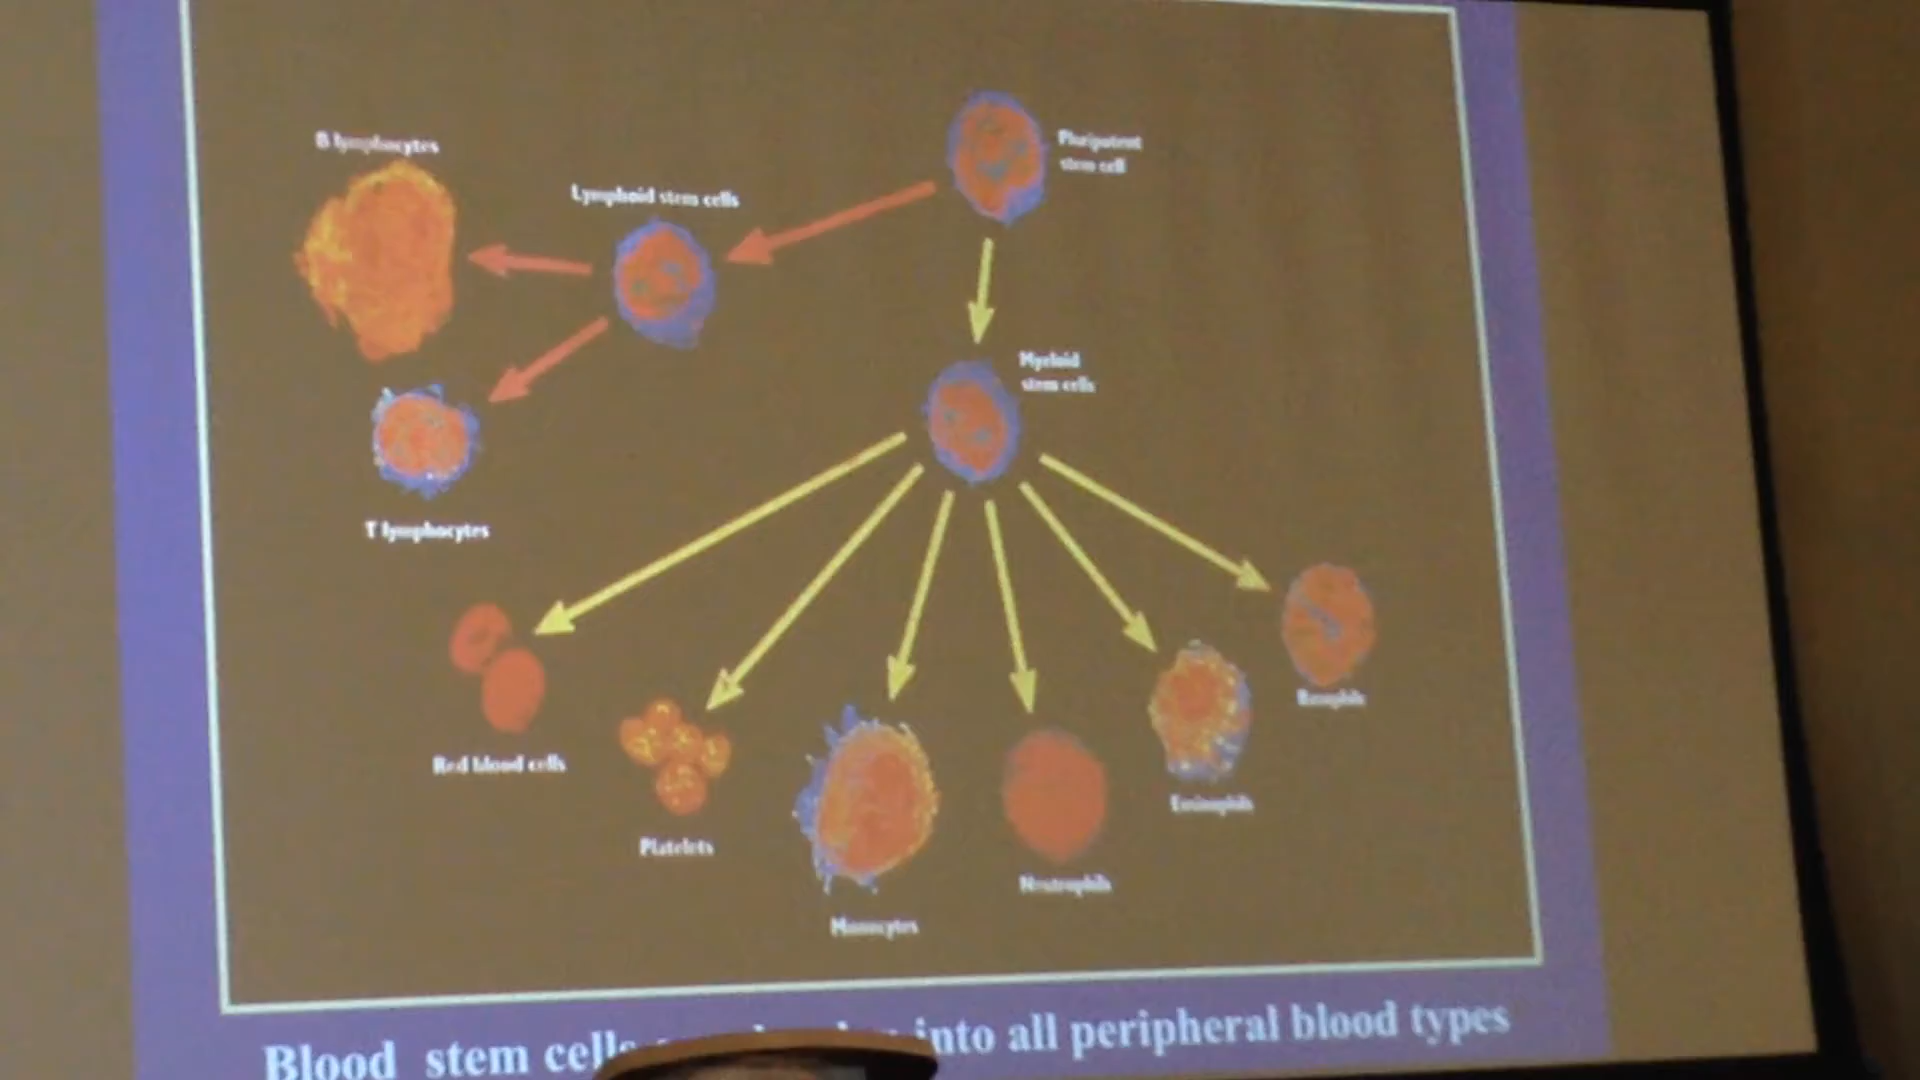 B lymphocytes
Lymphoid stem cells
Pluripotent
stem cell
Myeloid
stem cells
T lymphocytes
Red blood cells
Platelets
Monocytes
Neutrophils
Eosinophils
Basophils
Blood stem cells into all peripheral blood types